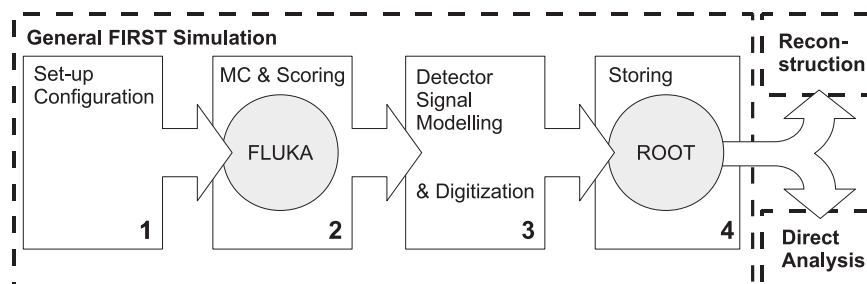 General FIRST Simulation
Set-up
Configuration
1
MC & Scoring
FLUKA
2
Detector
Signal
Modelling
& Digitization
3
Storing
ROOT
4
Recon-
struction
Direct
Analysis